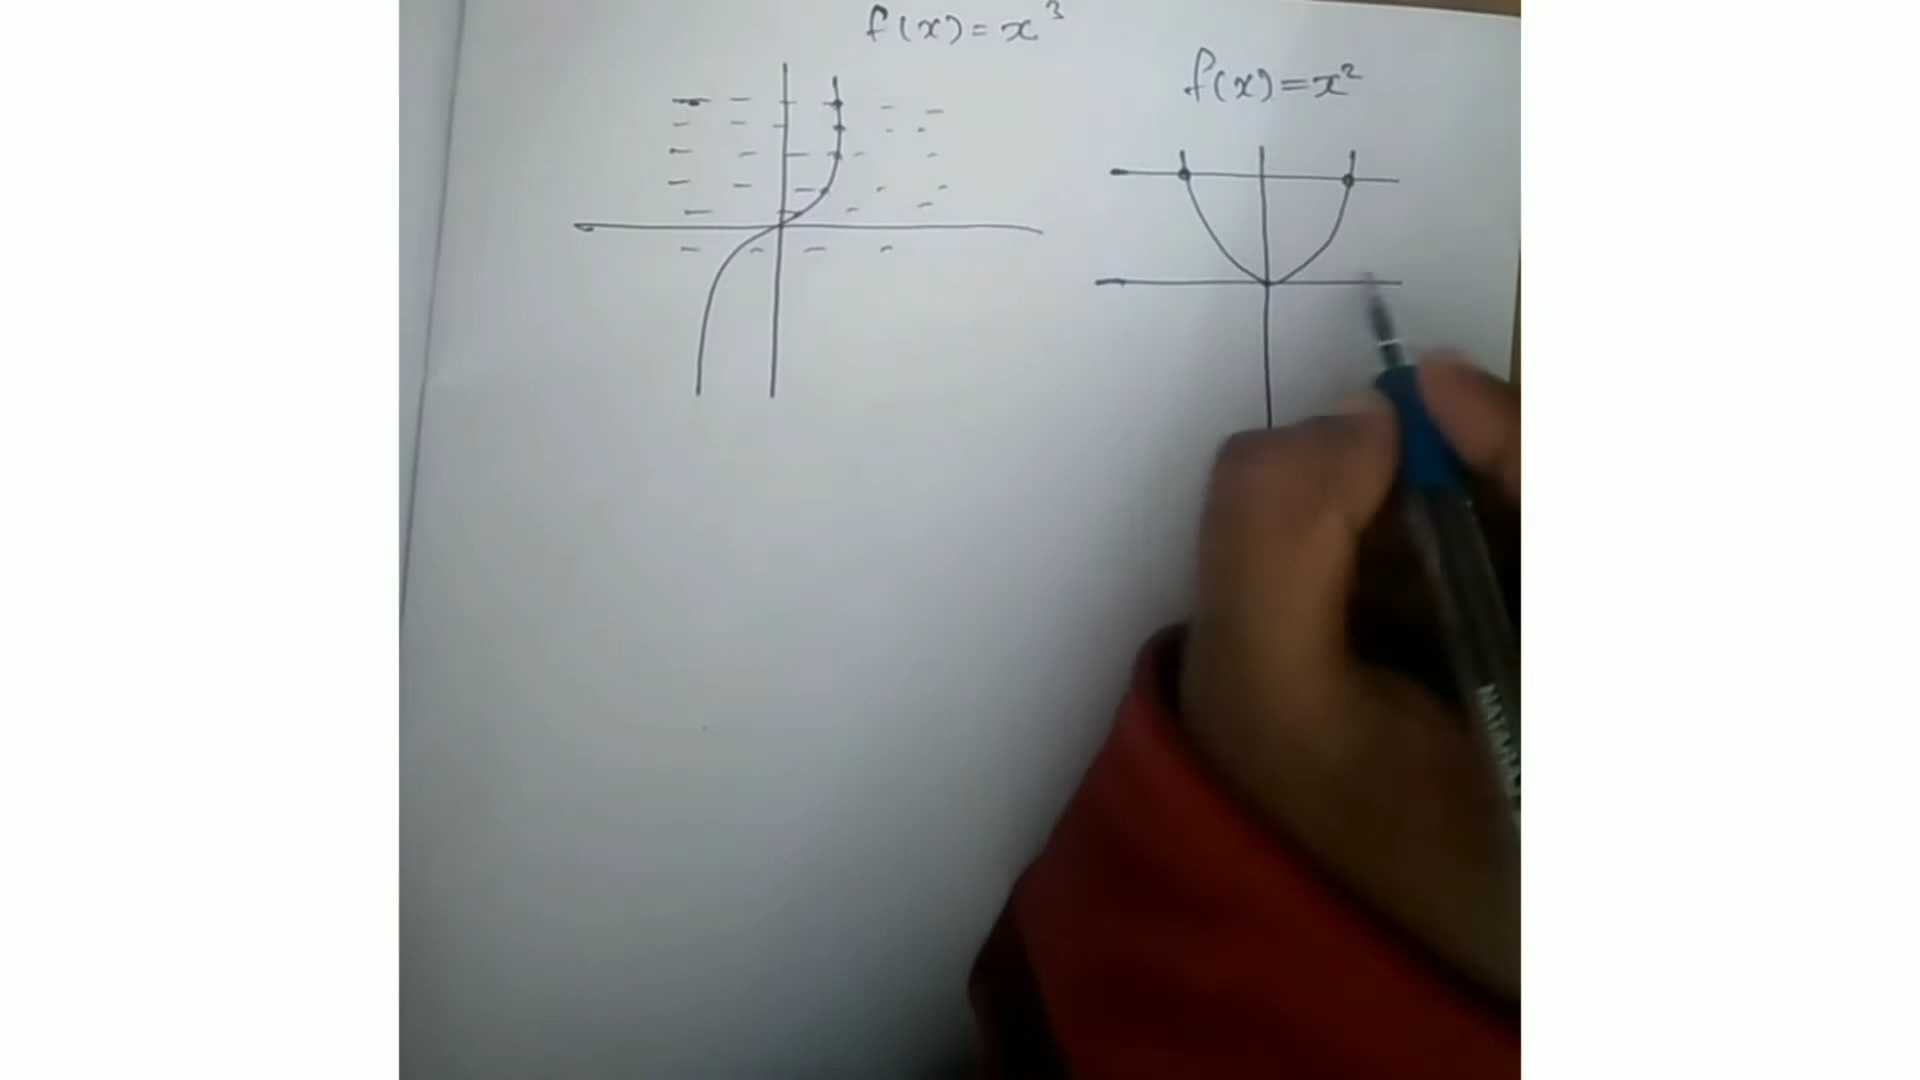 f(x) = x³
f(x) = x²